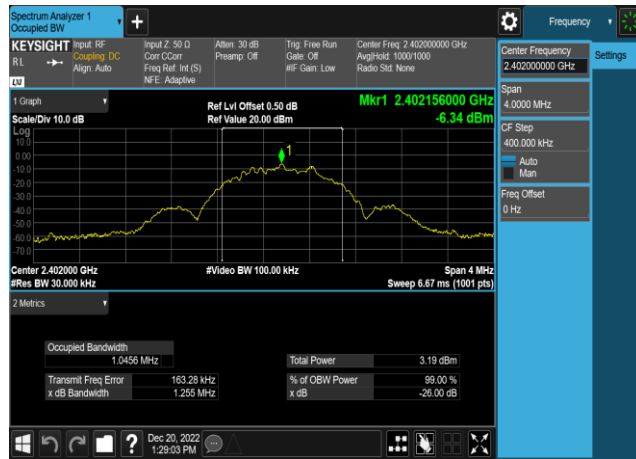 Spectrum Analyzer 1
Occupied BW
Frequency
KEYSIGHT
RL
LXI
Input: RF
Coupling: DC
Align: Auto
Input Z: 50 Ω
Corr CCorr
Freq Ref: Int (S)
NFE: Adaptive
Atten: 30 dB
Preamp: Off
Trig: Free Run
Gate: Off
#IF Gain: Low
Center Freq: 2.402000000 GHz
Avg|Hold: 1000/1000
Radio Std: None
Center Frequency
2.402000000 GHz
Settings
Span
4.0000 MHz
CF Step
400.000 kHz
Auto
Man
Freq Offset
0 Hz
1 Graph
Scale/Div 10.0 dB
Ref Lvl Offset 0.50 dB
Ref Value 20.00 dBm
Mkr1 2.402156000 GHz
-6.34 dBm
Log
10.0
0.00
-10.0
-20.0
-30.0
-40.0
-50.0
-60.0
-70.0
1
Center 2.402000 GHz
#Res BW 30.000 kHz
#Video BW 100.00 kHz
Span 4 MHz
Sweep 6.67 ms (1001 pts)
2 Metrics
Occupied Bandwidth
1.0456 MHz
Total Power 3.19 dBm
Transmit Freq Error 163.28 kHz
% of OBW Power 99.00 %
x dB Bandwidth 1.255 MHz
x dB -26.00 dB
Dec 20, 2022
1:29:03 PM